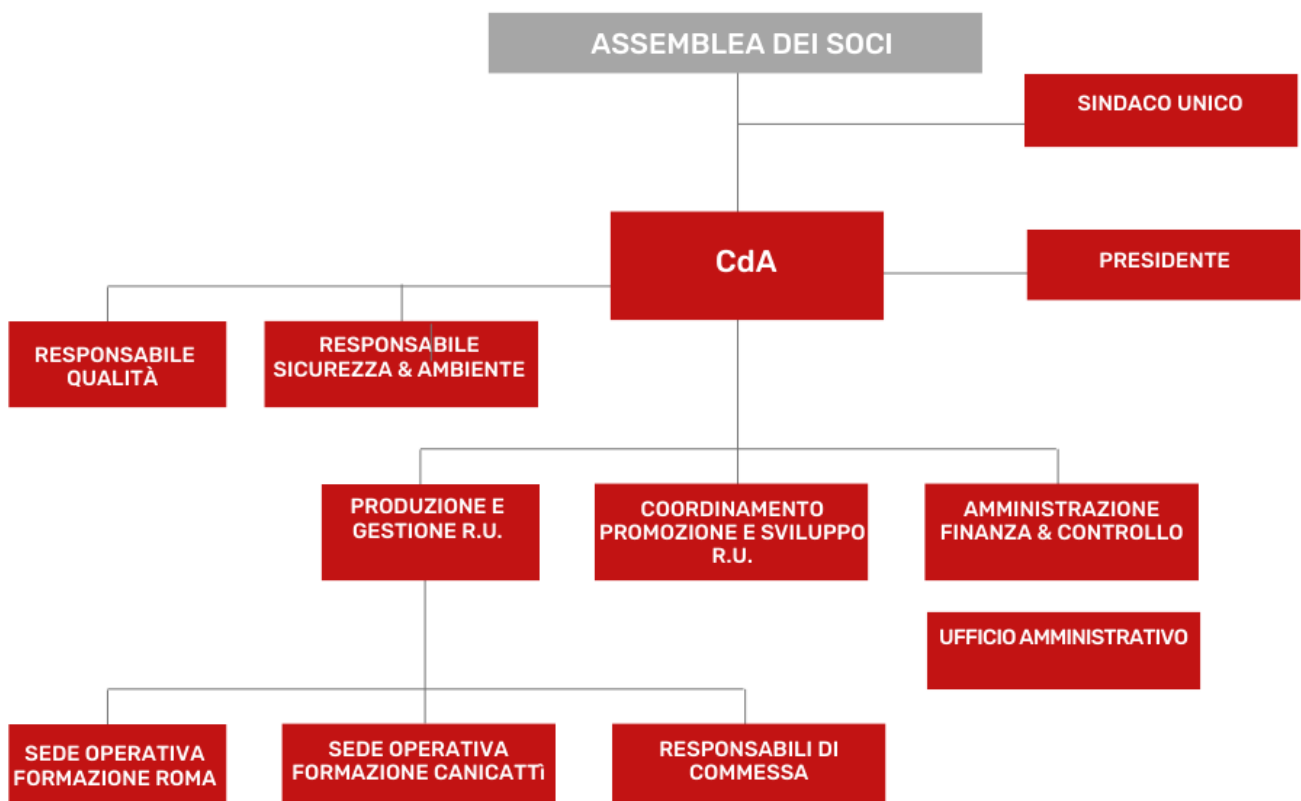 ASSEMBLEA DEI SOCI
SINDACO UNICO
CdA
PRESIDENTE
RESPONSABILE
QUALITÀ
RESPONSABILE
SICUREZZA & AMBIENTE
PRODUZIONE E
GESTIONE R.U.
COORDINAMENTO
PROMOZIONE E SVILUPPO
R.U.
AMMINISTRAZIONE
FINANZA & CONTROLLO
UFFICIO AMMINISTRATIVO
SEDE OPERATIVA
FORMAZIONE ROMA
SEDE OPERATIVA
FORMAZIONE CANICATTì
RESPONSABILI DI
COMMESSA